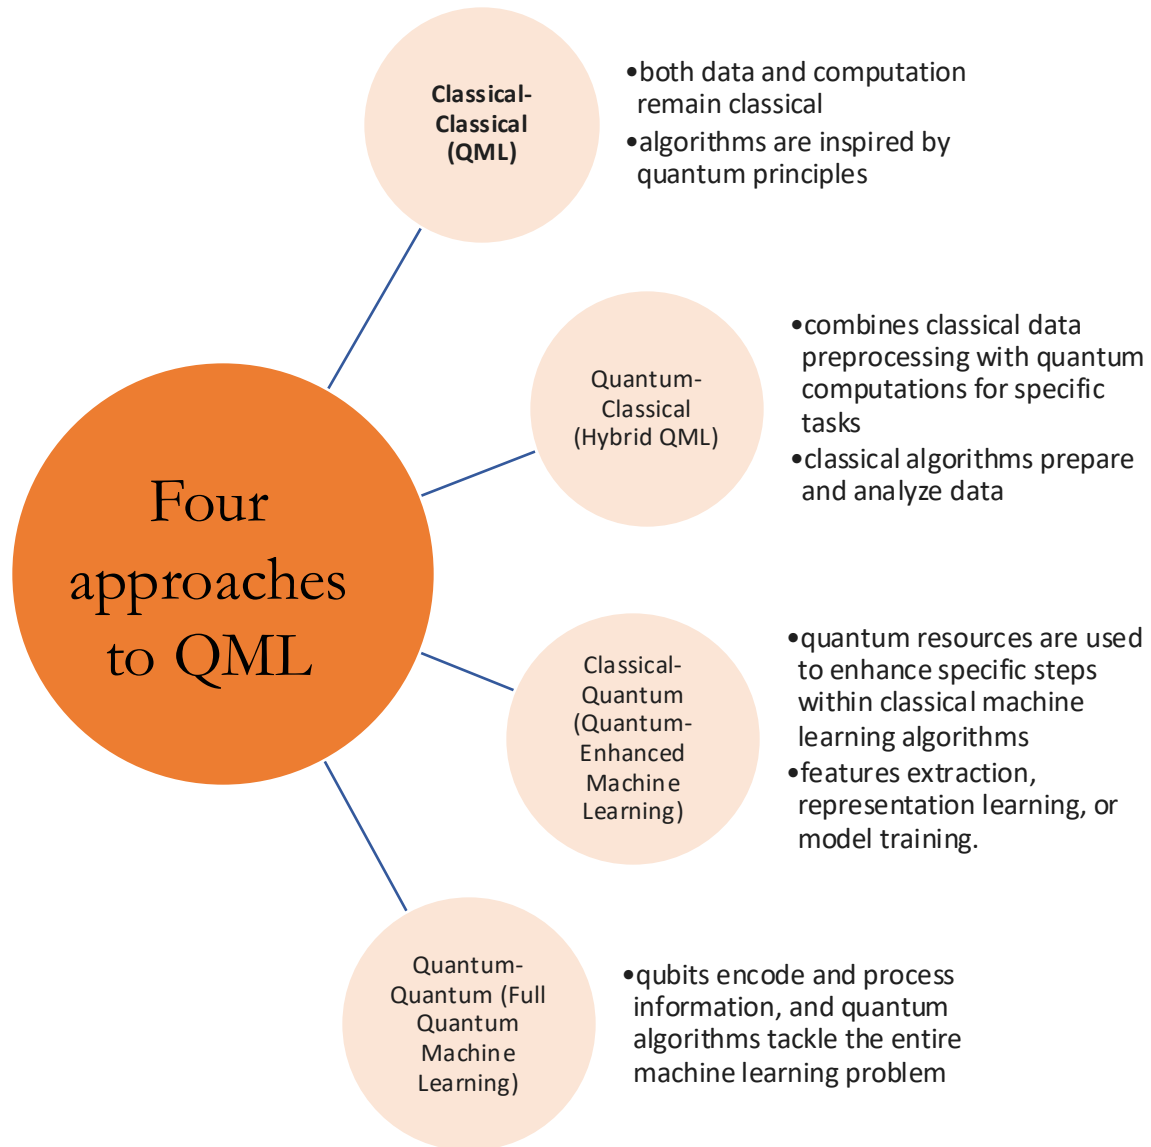 Classical-
Classical
(QML)
•both data and computation
remain classical
•algorithms are inspired by
quantum principles
Quantum-
Classical
(Hybrid QML)
•combines classical data
preprocessing with quantum
computations for specific
tasks
•classical algorithms prepare
and analyze data
Four
approaches
to QML
Classical-
Quantum
(Quantum-
Enhanced
Machine
Learning)
•quantum resources are used
to enhance specific steps
within classical machine
learning algorithms
•features extraction,
representation learning, or
model training.
Quantum-
Quantum (Full
Quantum
Machine
Learning)
•qubits encode and process
information, and quantum
algorithms tackle the entire
machine learning problem